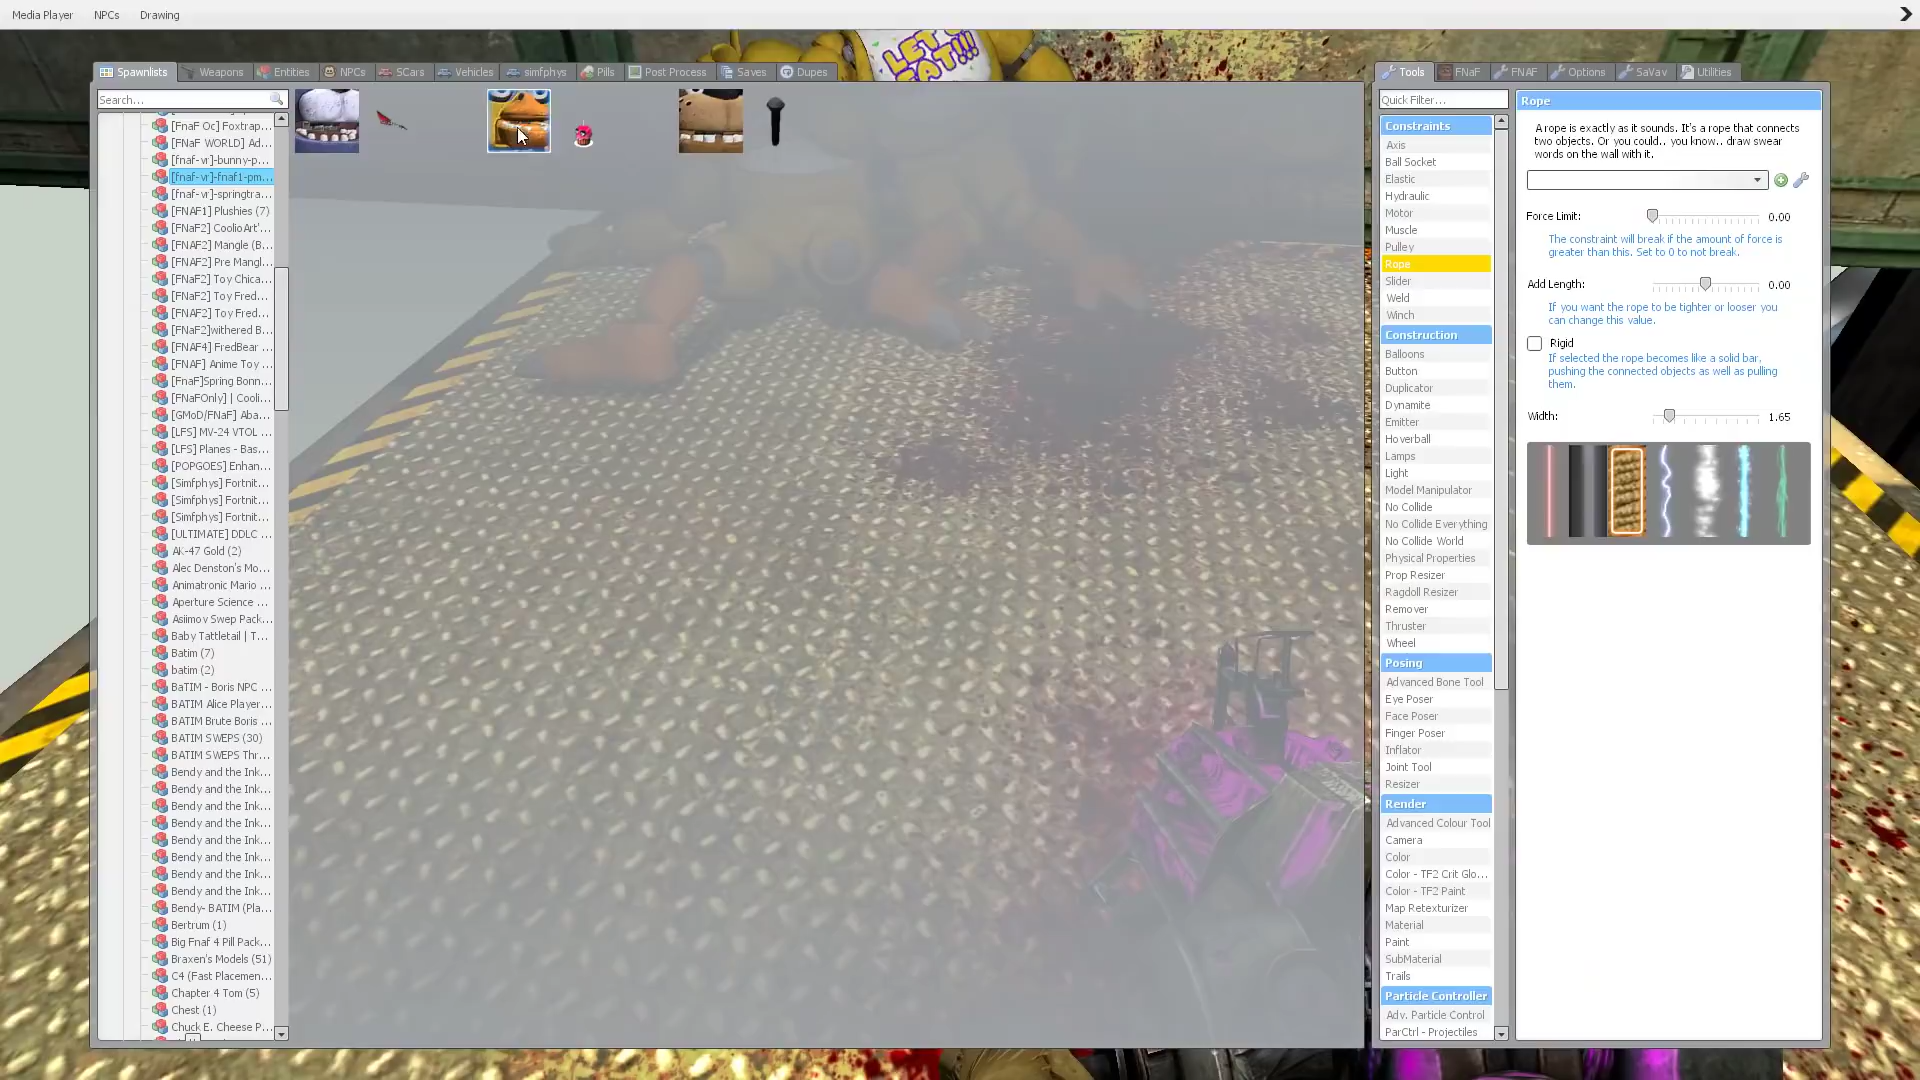 Media Player NPCs Drawing
LET'S EAT!!!
Spawnlists Weapons Entities NPCs SCars Vehicles simfphys Pills Post Process Saves Dupes
Tools FNaF FNAF Options SaVav Utilities
Search...
[FnaF Oc] Foxtrap...
[FNaF WORLD] Ad...
[fnaf-vr]-bunny-p...
[fnaf-vr]-fnaf1-pm...
[fnaf-vr]-springtra...
[FNAF1] Plushies (7)
[FNaF2] CoolioArt'...
[FNAF2] Mangle (B...
[FNAF2] Pre Mangl...
[FNaF2] Toy Chica...
[FNaF2] Toy Fred...
[FNAF2] Toy Fred...
[FNaF2]withered B...
[FNAF4] FredBear ...
[FNAF] Anime Toy ...
[FnaF]Spring Bonn...
[FNaFOnly] | Cooli...
[GMoD/FNaF] Aba...
[LFS] MV-24 VTOL ...
[LFS] Planes - Bas...
[POPGOES] Enhan...
[Simfphys] Fortnit...
[Simfphys] Fortnit...
[Simfphys] Fortnit...
[ULTIMATE] DDLC ...
AK-47 Gold (2)
Alec Denston's Mo...
Animatronic Mario ...
Aperture Science ...
Asiimov Swep Pack...
Baby Tattletail | T...
Batim (7)
batim (2)
BaTIM - Boris NPC ...
BATIM Alice Player...
BATIM Brute Boris ...
BATIM SWEPS (30)
BATIM SWEPS Thr...
Bendy and the Ink...
Bendy and the Ink...
Bendy and the Ink...
Bendy and the Ink...
Bendy and the Ink...
Bendy and the Ink...
Bendy and the Ink...
Bendy and the Ink...
Bendy- BATIM (Pla...
Bertrum (1)
Big Fnaf 4 Pill Pack...
Braxen's Models (51)
C4 (Fast Placemen...
Chapter 4 Tom (5)
Chest (1)
Chuck E. Cheese P...
Quick Filter...
Constraints
Axis
Ball Socket
Elastic
Hydraulic
Motor
Muscle
Pulley
Rope
Slider
Weld
Winch
Construction
Balloons
Button
Duplicator
Dynamite
Emitter
Hoverball
Lamps
Light
Model Manipulator
No Collide
No Collide Everything
No Collide World
Physical Properties
Prop Resizer
Ragdoll Resizer
Remover
Thruster
Wheel
Posing
Advanced Bone Tool
Eye Poser
Face Poser
Finger Poser
Inflator
Joint Tool
Resizer
Render
Advanced Colour Tool
Camera
Color
Color - TF2 Crit Glo...
Color - TF2 Paint
Map Retexturizer
Material
Paint
SubMaterial
Trails
Particle Controller
Adv. Particle Control
ParCtrl - Projectiles
Rope
A rope is exactly as it sounds. It's a rope that connects
two objects. Or you could.. you know.. draw swear
words on the wall with it.
Force Limit: 0.00
The constraint will break if the amount of force is
greater than this. Set to 0 to not break.
Add Length: 0.00
If you want the rope to be tighter or looser you
can change this value.
Rigid
If selected the rope becomes like a solid bar,
pushing the connected objects as well as pulling
them.
Width: 1.65